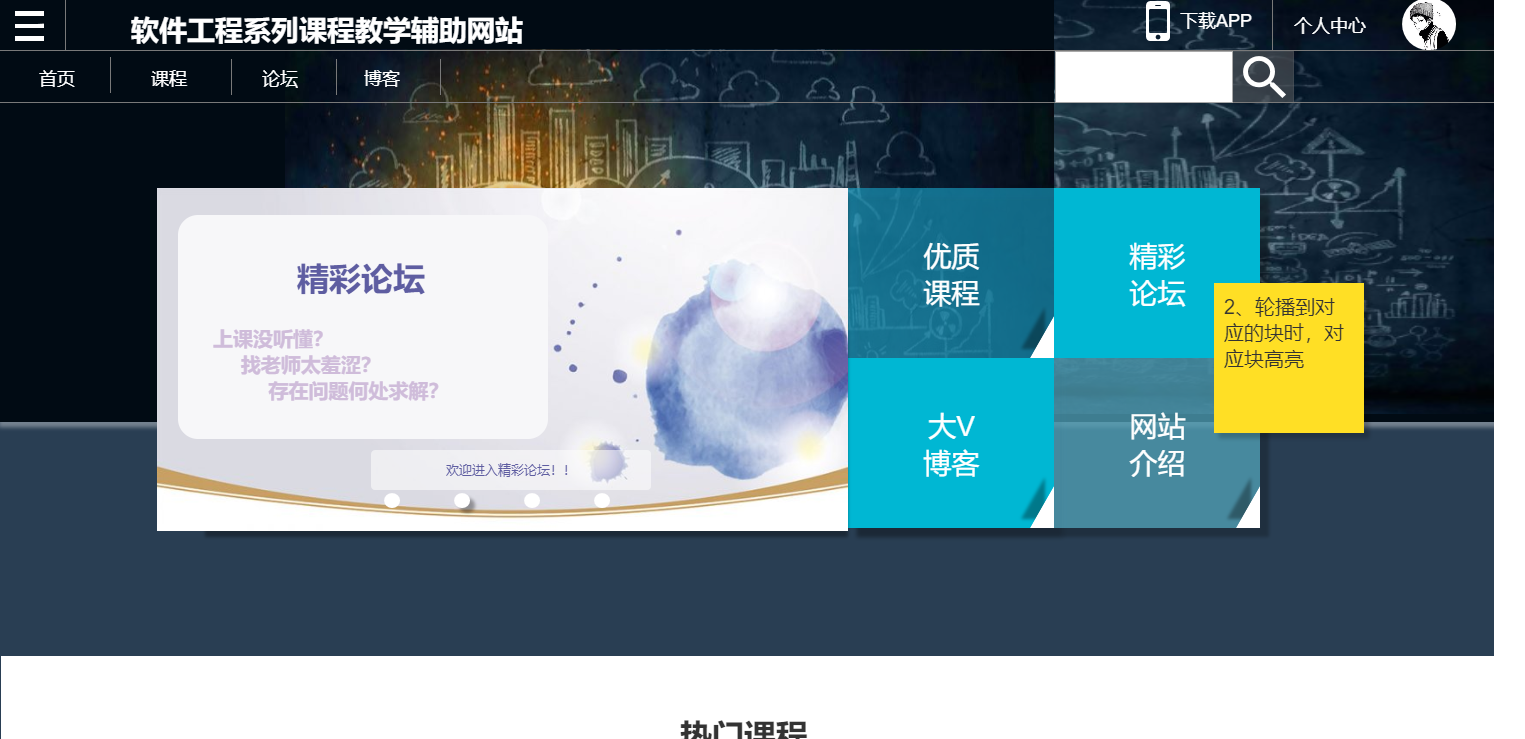 软件工程系列课程教学辅助网站
下载APP
个人中心
首页
课程
论坛
博客
精彩论坛
上课没听懂?
找老师太羞涩?
存在问题何处求解?
欢迎进入精彩论坛!!
优质
课程
精彩
论坛
大V
博客
网站
介绍
2、轮播到对
应的块时，对
应块高亮
热门课程